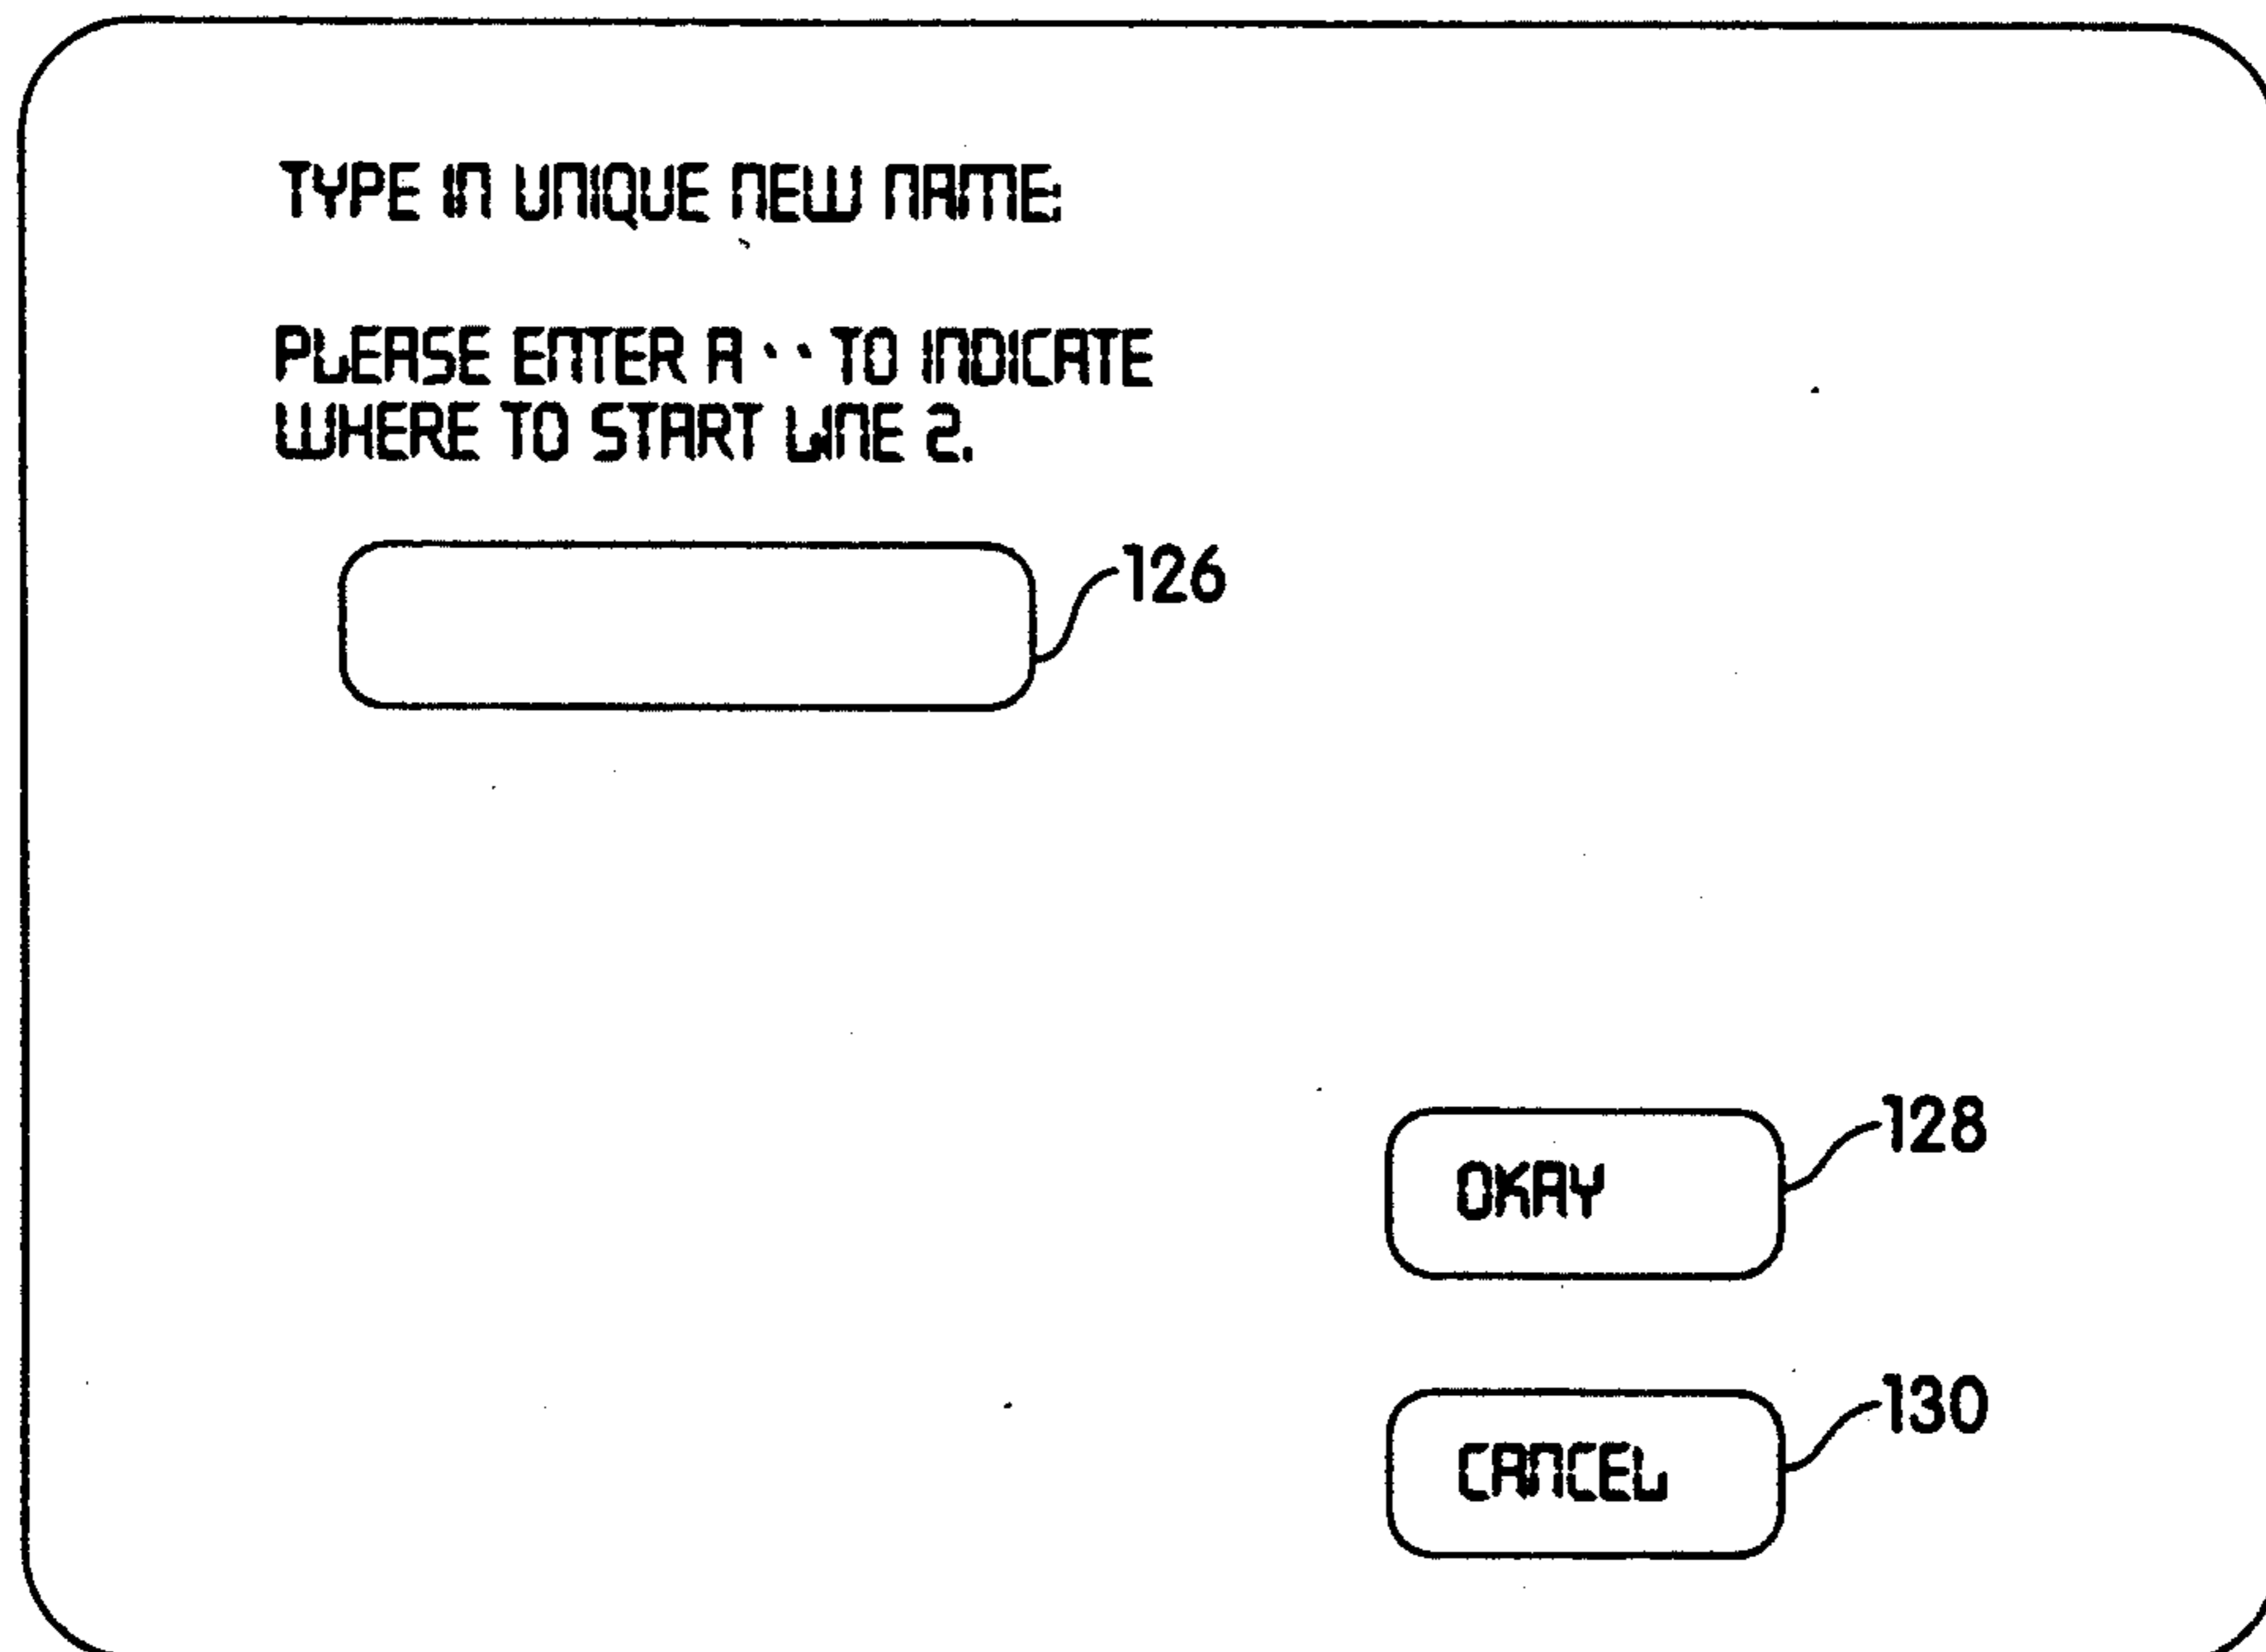 TYPE IN UNIQUE NEW NAME:
PLEASE ENTER A `` TO INDICATE
WHERE TO START LINE 2.
126
128
OKAY
130
CANCEL